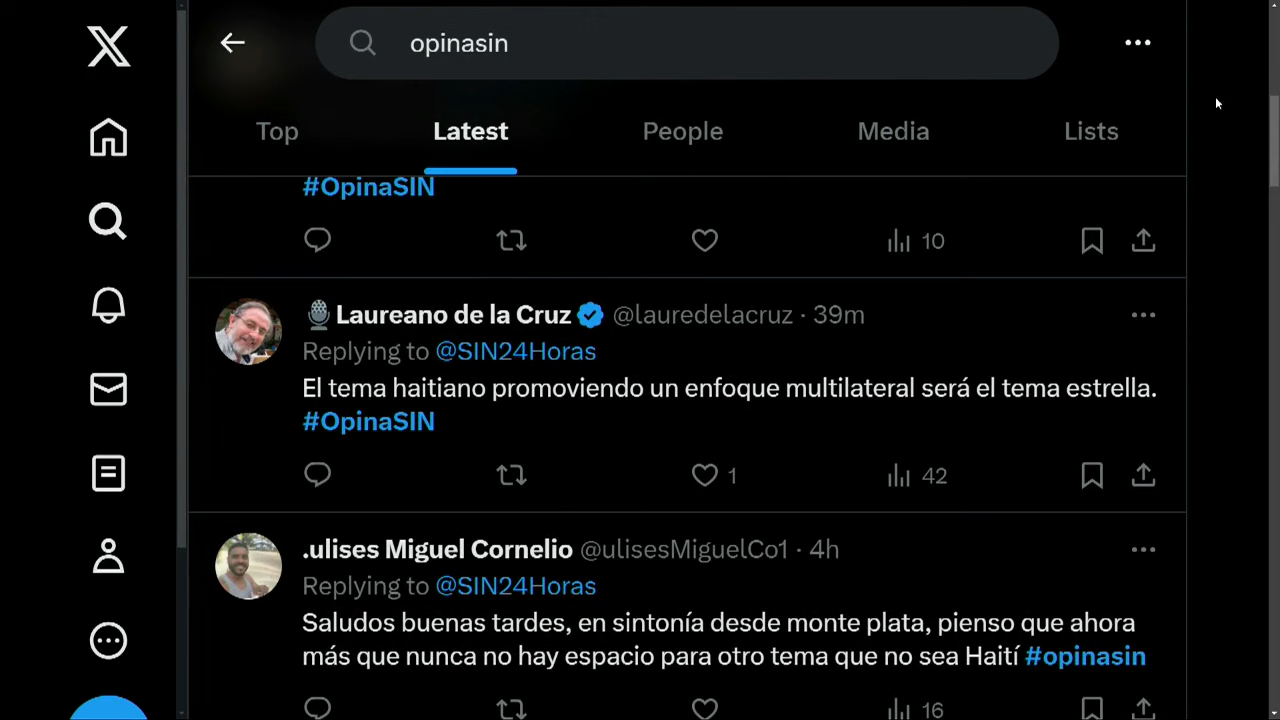 opinasin
Top Latest People Media Lists
#OpinaSIN
10
Laureano de la Cruz @lauredelacruz · 39m
Replying to @SIN24Horas
El tema haitiano promoviendo un enfoque multilateral será el tema estrella.
#OpinaSIN
1 42
.ulises Miguel Cornelio @ulisesMiguelCo1 · 4h
Replying to @SIN24Horas
Saludos buenas tardes, en sintonía desde monte plata, pienso que ahora
más que nunca no hay espacio para otro tema que no sea Haití #opinasin
16